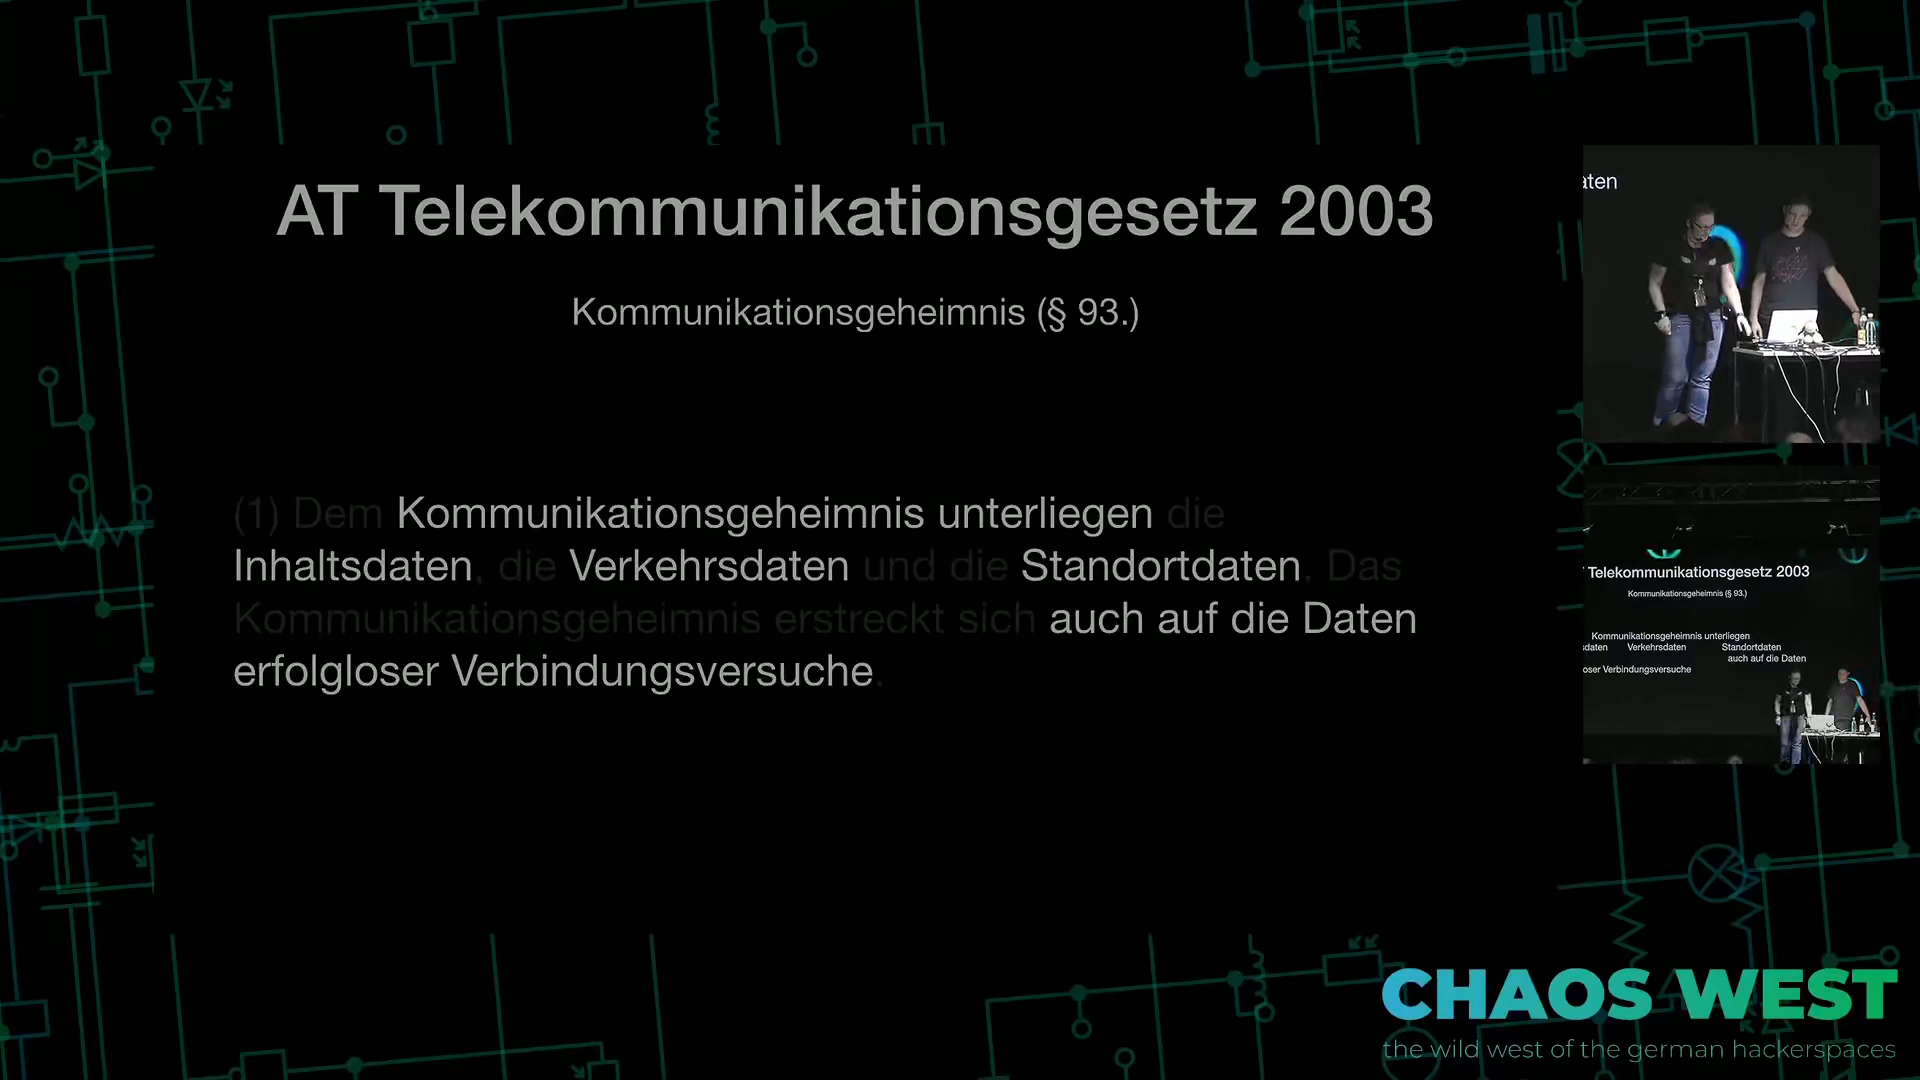 AT Telekommunikationsgesetz 2003
Kommunikationsgeheimnis (§ 93.)
(1) Dem Kommunikationsgeheimnis unterliegen die
Inhaltsdaten, die Verkehrsdaten und die Standortdaten. Das
Kommunikationsgeheimnis erstreckt sich auch auf die Daten
erfolgloser Verbindungsversuche.
aten
Telekommunikationsgesetz 2003
Kommunikationsgeheimnis (§ 93.)
Kommunikationsgeheimnis unterliegen
sdaten Verkehrsdaten Standortdaten
auch auf die Daten
oser Verbindungsversuche
CHAOS WEST
the wild west of the german hackerspaces